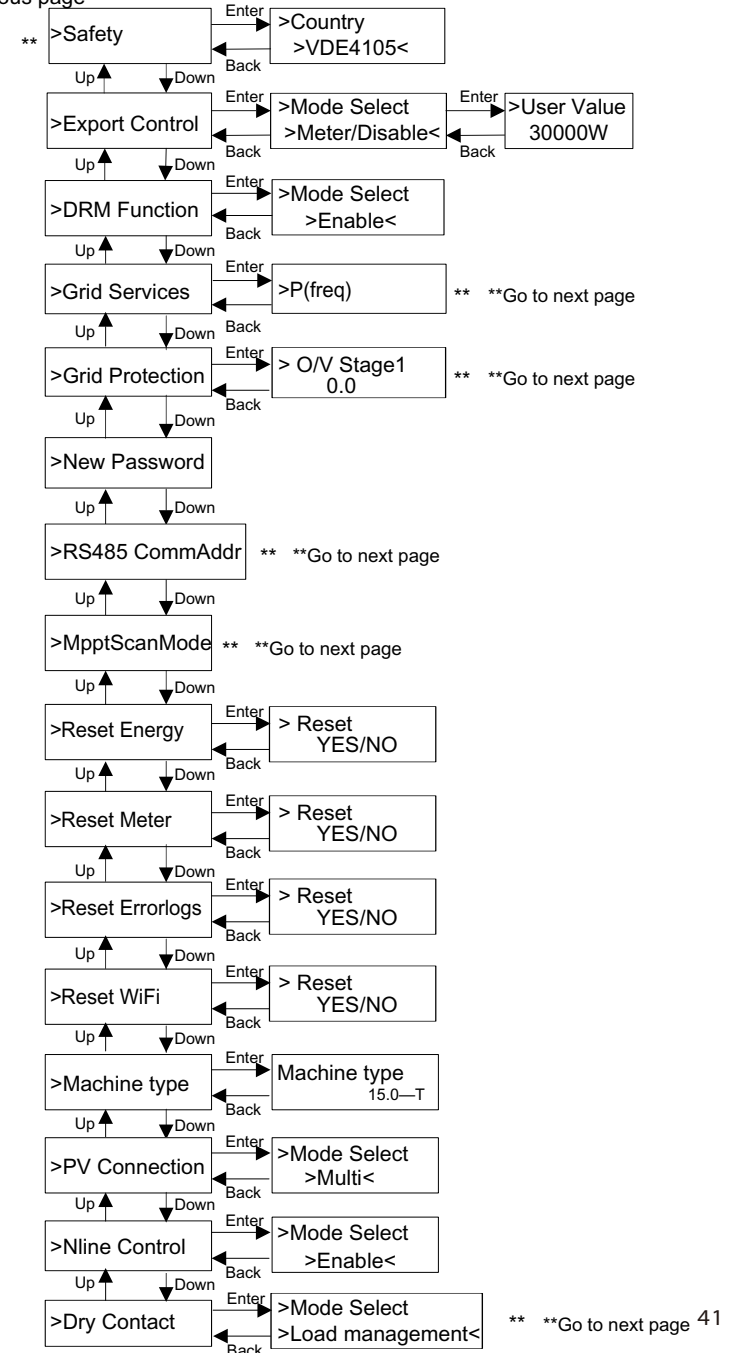 ous page
** >Safety Enter >Country
>VDE4105<
Back
Up Down
>Export Control Enter >Mode Select Enter >User Value
>Meter/Disable< 30000W
Back Back
Up Down
>DRM Function Enter >Mode Select
>Enable<
Back
Up Down
>Grid Services Enter >P(freq) ** **Go to next page
Back
Up Down
>Grid Protection Enter > O/V Stage1 ** **Go to next page
0.0
Back
Up Down
>New Password
Up Down
>RS485 CommAddr ** **Go to next page
Up Down
>MpptScanMode ** **Go to next page
Up Down
>Reset Energy Enter > Reset
YES/NO
Back
Up Down
>Reset Meter Enter > Reset
YES/NO
Back
Up Down
>Reset Errorlogs Enter > Reset
YES/NO
Back
Up Down
>Reset WiFi Enter > Reset
YES/NO
Back
Up Down
>Machine type Enter Machine type
15.0—T
Back
Up Down
>PV Connection Enter >Mode Select
>Multi<
Back
Up Down
>Nline Control Enter >Mode Select
>Enable<
Back
Up Down
>Dry Contact Enter >Mode Select
>Load management< ** **Go to next page 41
Back